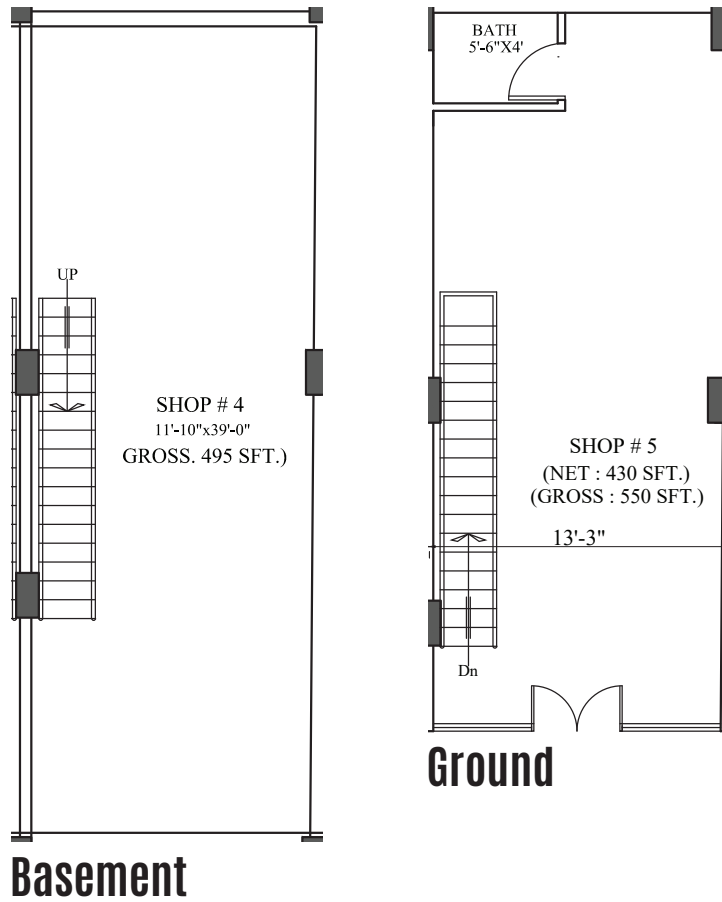 UP
SHOP # 4
11'-10"x39'-0"
GROSS. 495 SFT.)
Basement
BATH
5'-6"X4'
SHOP # 5
(NET : 430 SFT.)
(GROSS : 550 SFT.)
13'-3"
Dn
Ground